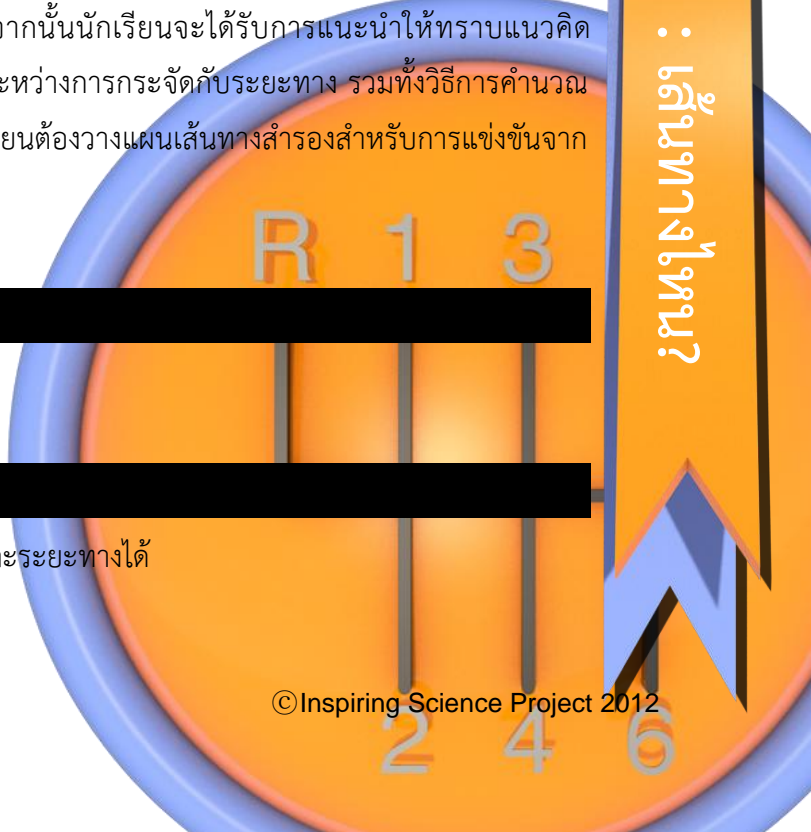 จากนั้นนักเรียนจะได้รับการแนะนำให้ทราบแนวคิด
ะหว่างการกระจัดกับระยะทาง รวมทั้งวิธีการคำนวณ
ยนต้องวางแผนเส้นทางสำรองสำหรับการแข่งขันจาก
: เส้นทางไหน?
R 1 3
ะระยะทางได้
ⒸInspiring Science Project 2012
2 4 6